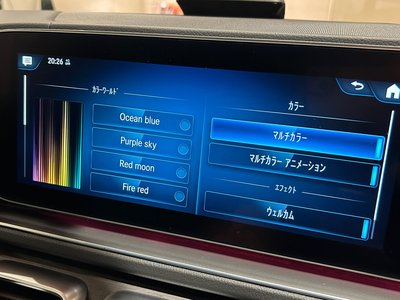 20:26
カラーワールド
Ocean blue
Purple sky
Red moon
Fire red
カラー
マルチカラー
マルチカラー アニメーション
エフェクト
ウェルカム